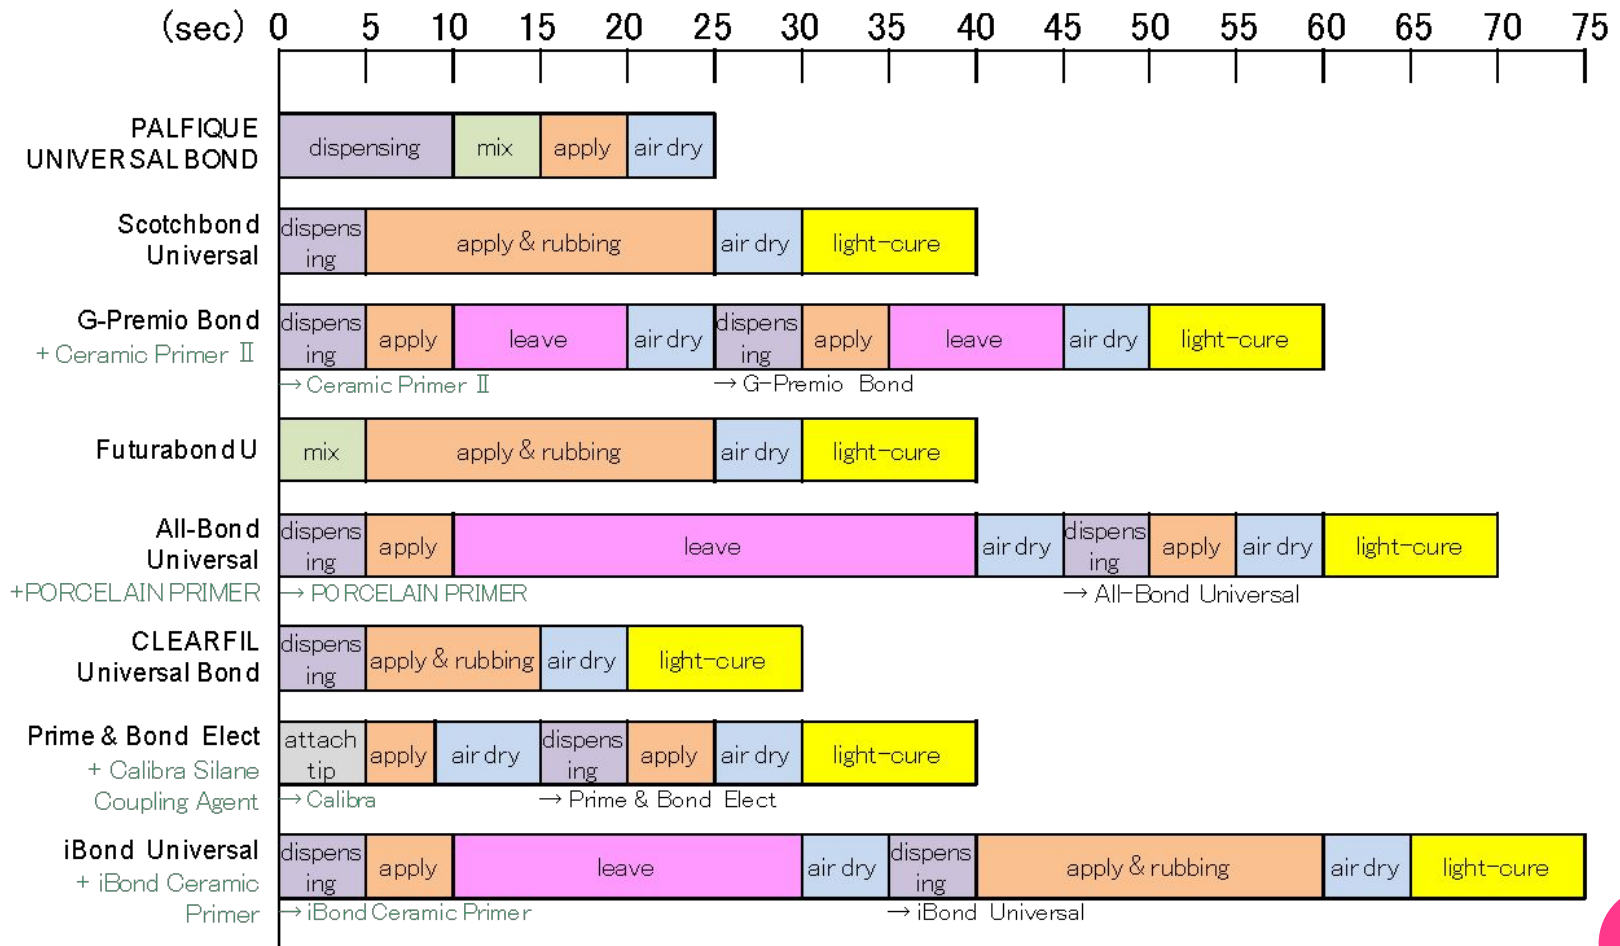 (sec) 0 5 10 15 20 25 30 35 40 45 50 55 60 65 70 75
PALFIQUE
UNIVERSAL BOND
dispensing mix apply air dry
Scotchbond
Universal
dispens
ing
apply & rubbing air dry light-cure
G-Premio Bond
+ Ceramic Primer Ⅱ
dispens
ing
apply leave air dry
dispens
ing
apply leave air dry light-cure
→ Ceramic Primer Ⅱ → G-Premio Bond
Futurabond U
mix apply & rubbing air dry light-cure
All-Bond
Universal
+PORCELAIN PRIMER
dispens
ing
apply leave air dry
dispens
ing
apply air dry light-cure
→ PORCELAIN PRIMER → All-Bond Universal
CLEARFIL
Universal Bond
dispens
ing
apply & rubbing air dry light-cure
Prime & Bond Elect
+ Calibra Silane
Coupling Agent
attach
tip
apply air dry
dispens
ing
apply air dry light-cure
→ Calibra → Prime & Bond Elect
iBond Universal
+ iBond Ceramic
Primer
dispens
ing
apply leave air dry
dispens
ing
apply & rubbing air dry light-cure
→ iBond Ceramic Primer → iBond Universal